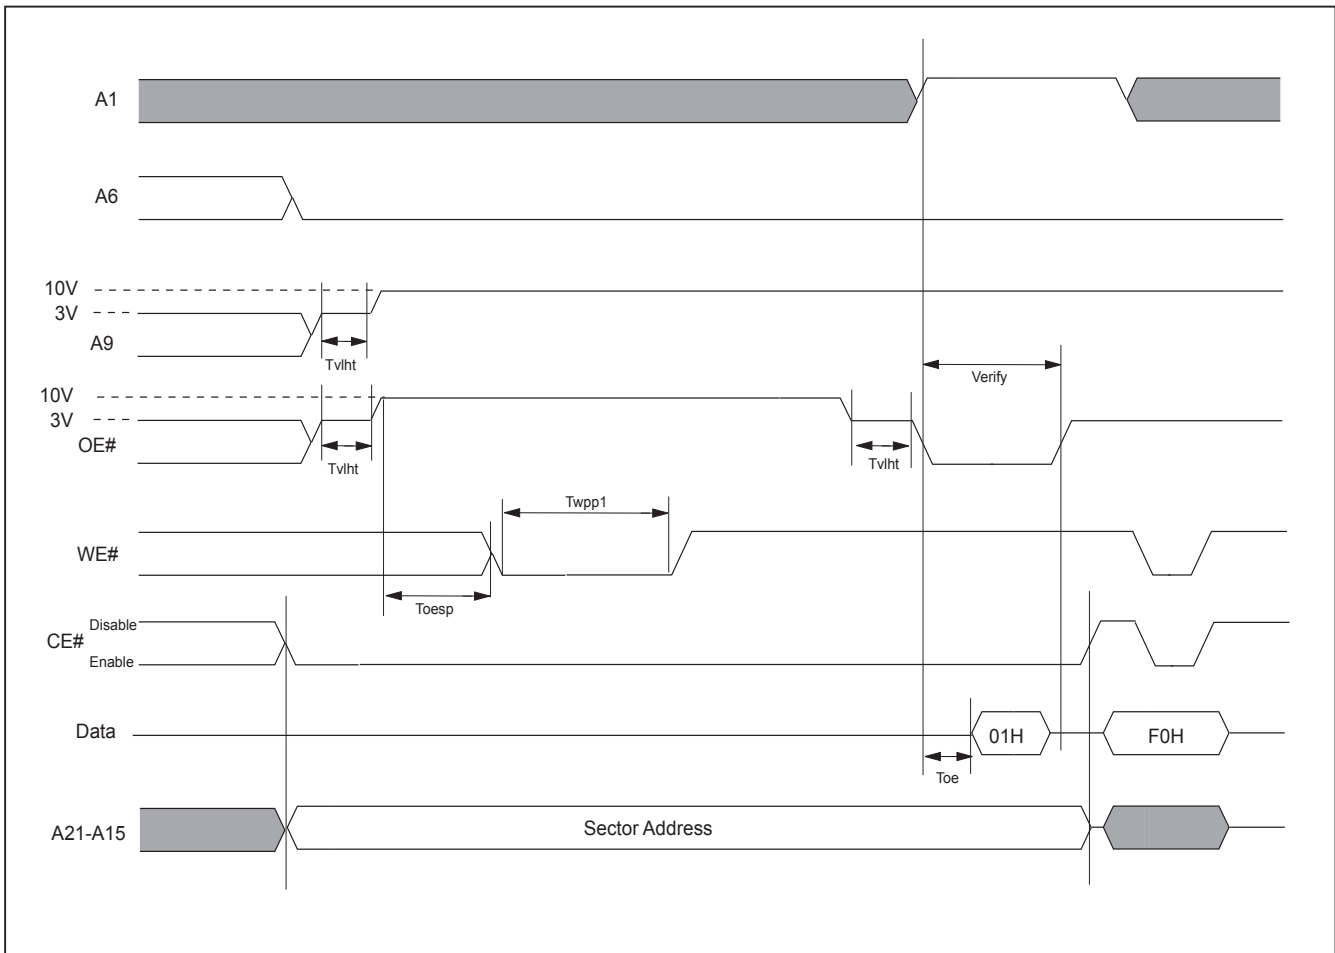 A1
A6
10V
3V
A9
Tvlht
Verify
10V
3V
OE#
Tvlht
Tvlht
Twpp1
WE#
Toesp
Disable
CE#
Enable
Data
01H
F0H
Toe
A21-A15
Sector Address